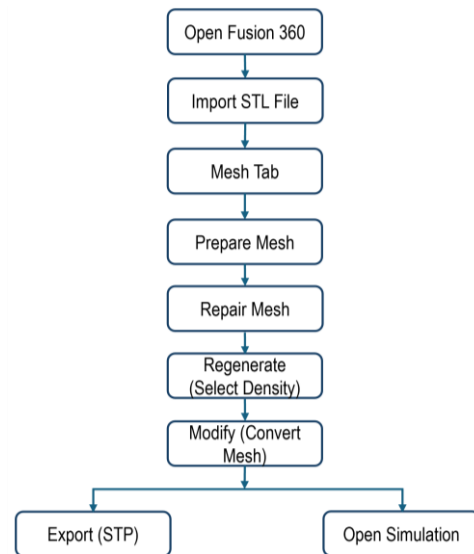 Open Fusion 360
Import STL File
Mesh Tab
Prepare Mesh
Repair Mesh
Regenerate
(Select Density)
Modify (Convert
Mesh)
Export (STP)
Open Simulation